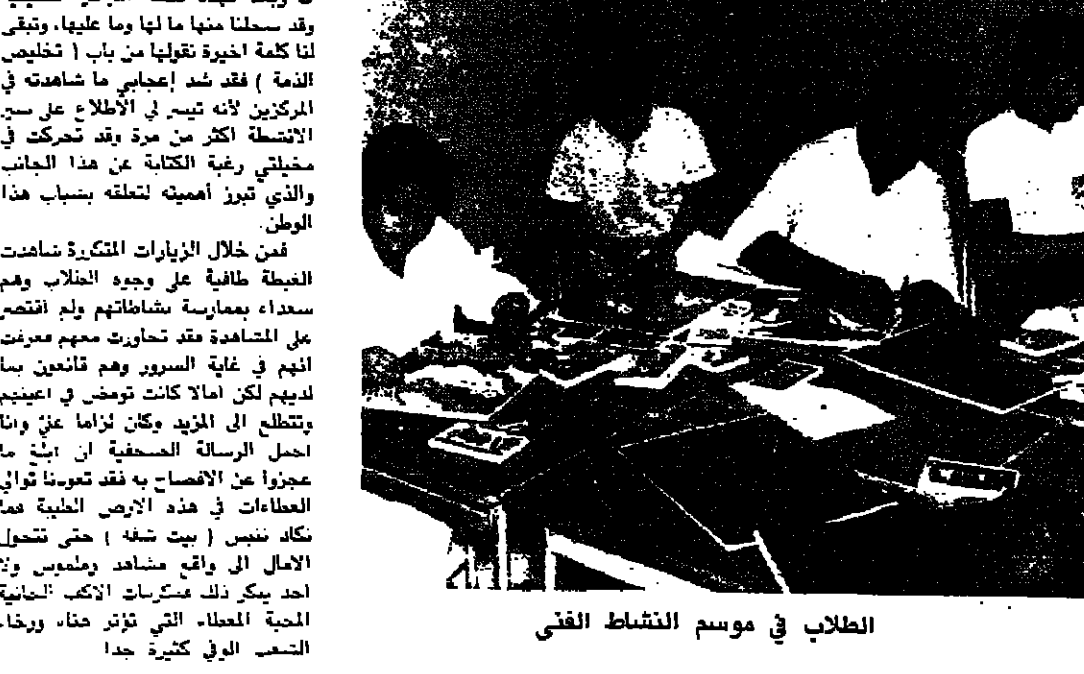 وقد سجلنا منها ما لها وما عليها، وتبقى
لنا كلمة اخيرة نقولها من باب ( تخليص
الذمة ) فقد شد إعجابي ما شاهدته في
المركزين لأنه تيسر لي الأطلاع على سير
الانشطة اكثر من مرة وقد تحركت في
مخيلتي رغبة الكتابة عن هذا الجانب
والذي تبرز أهميته لتعلقه بشباب هذا
الوطن.
فمن خلال الزيارات المتكررة شاهدت
الغبطة طافية على وجوه الطلاب وهم
سعداء بممارسة نشاطاتهم ولم اقتصر
على المشاهدة فقد تحاورت معهم فعرفت
انهم في غاية السرور وهم قانعون بما
لديهم لكن امالا كانت تومض في اعينهم
وتتطلع الى المزيد وكان لزاما عليّ وانا
احمل الرسالة الصحفية ان ابلغ ما
عجزوا عن الافصاح به فقد تعودنا توالي
العطاءات في هذه الارض الطيبة فما
نكاد ننبس ( ببت شفه ) حتى تتحول
الامال الى واقع مشاهد وملموس ولا
احد ينكر ذلك فمكرمات الاكف الحانية
المحبة المعطاء التي تؤثر هناء ورخاء
الشعب الوفي كثيرة جدا
الطلاب في موسم النشاط الفني